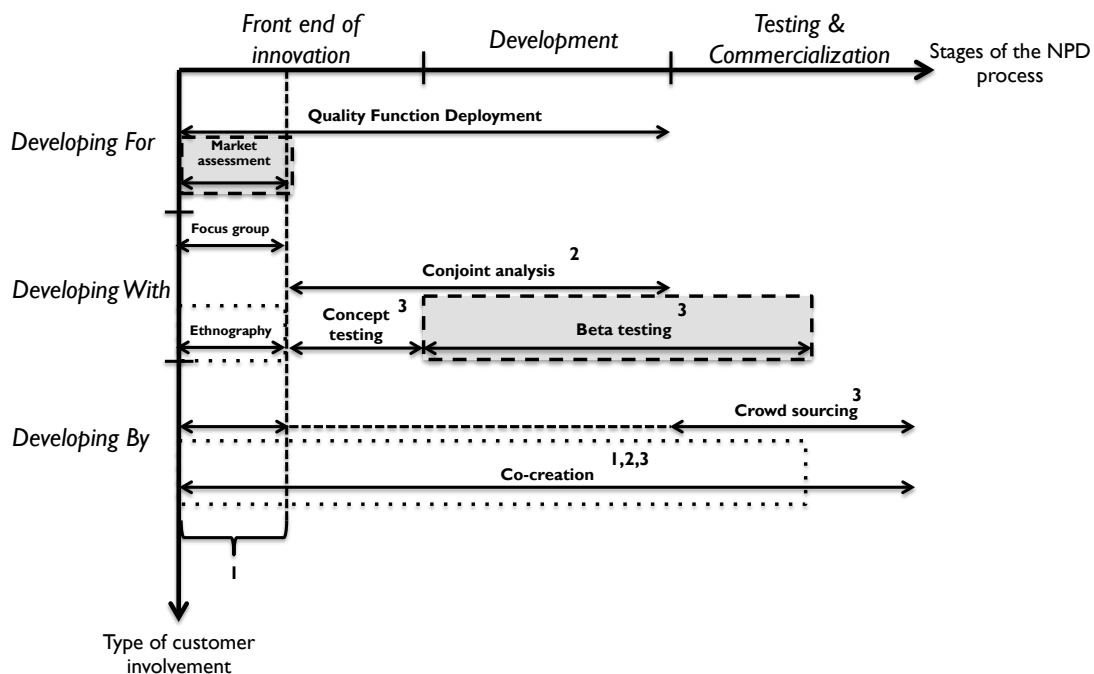 Front end of
innovation
Development
Testing &
Commercialization
Stages of the NPD
process
Quality Function Deployment
Developing For
Market
assessment
Focus group
Conjoint analysis 2
Developing With
Ethnography
Concept 3
testing
Beta testing 3
Crowd sourcing 3
Developing By
Co-creation 1,2,3
1
Type of customer
involvement